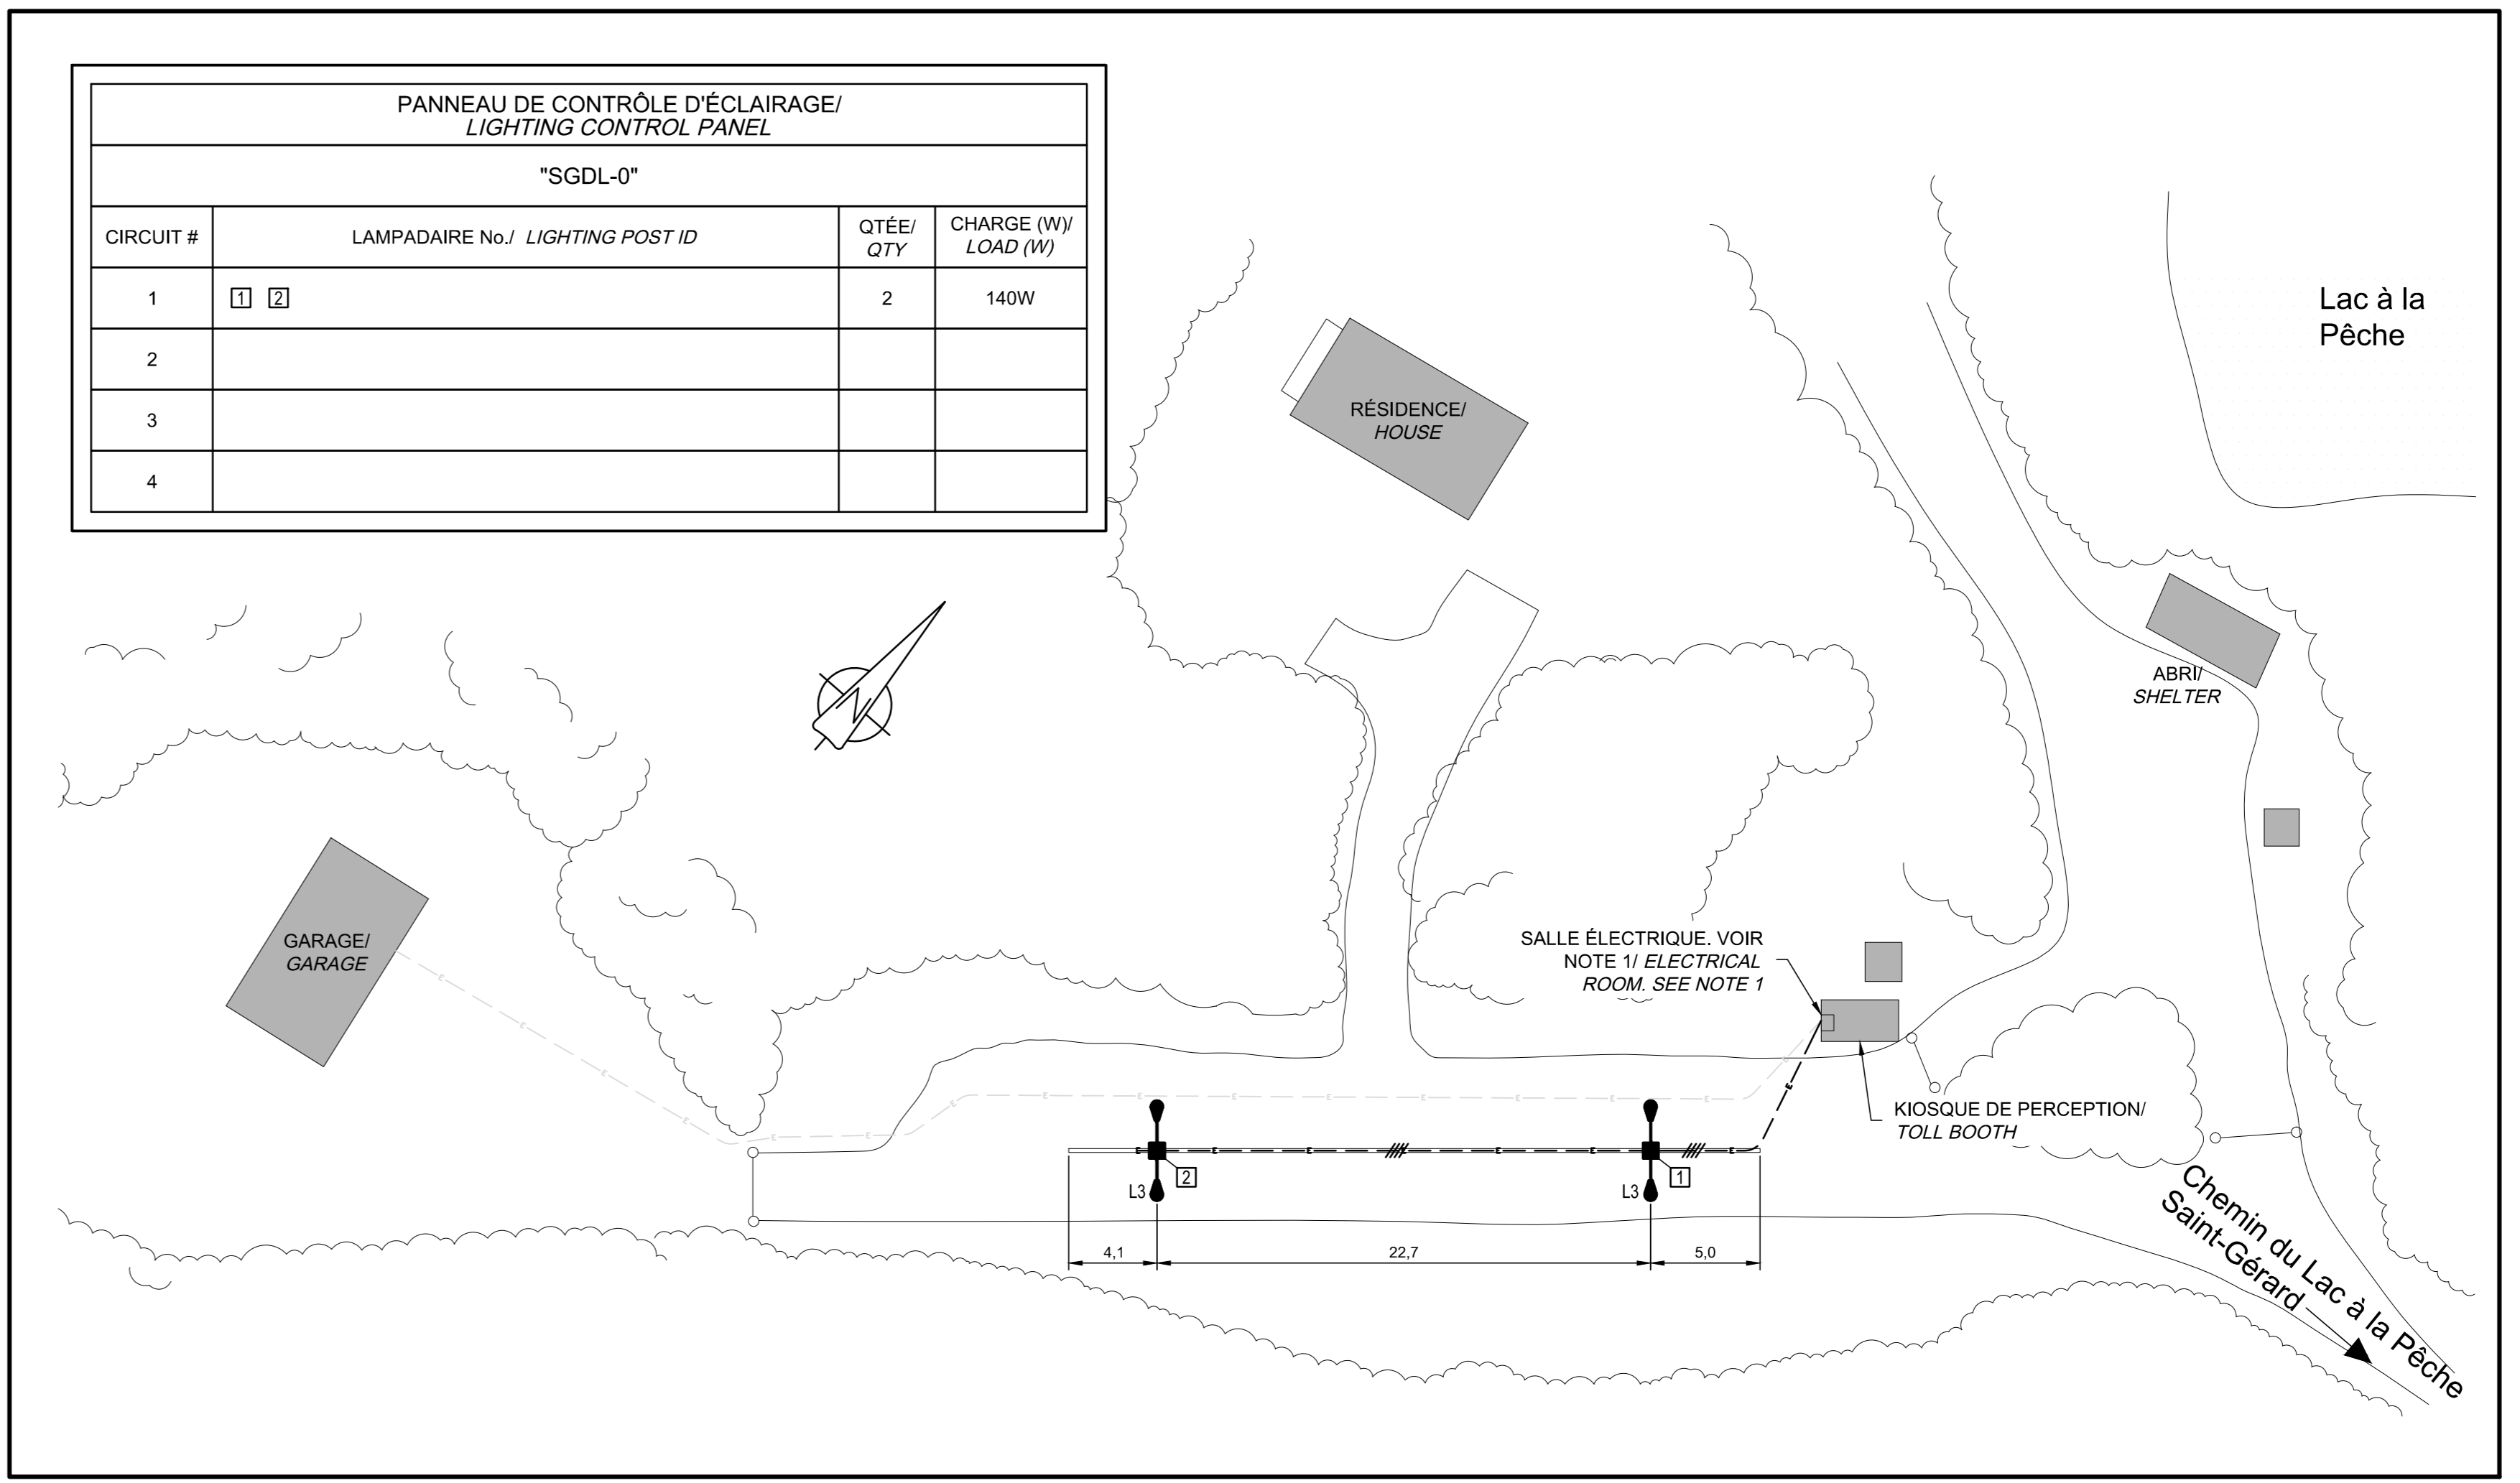 PANNEAU DE CONTRÔLE D'ÉCLAIRAGE/
LIGHTING CONTROL PANEL
"SGDL-0"
CIRCUIT #
LAMPADAIRE No./ LIGHTING POST ID
QTÉE/
QTY
CHARGE (W)/
LOAD (W)
1
1 2
2
140W
2
3
4
Lac à la
Pêche
RÉSIDENCE/
HOUSE
N
ABRI/
SHELTER
GARAGE/
GARAGE
SALLE ÉLECTRIQUE. VOIR
NOTE 1/ ELECTRICAL
ROOM. SEE NOTE 1
KIOSQUE DE PERCEPTION/
TOLL BOOTH
E E E
E E E E E E E E E E E
E
E E E E E E
2
L3
1
L3
4,1
22,7
5,0
Chemin du Lac à la Pêche
Saint-Gérard